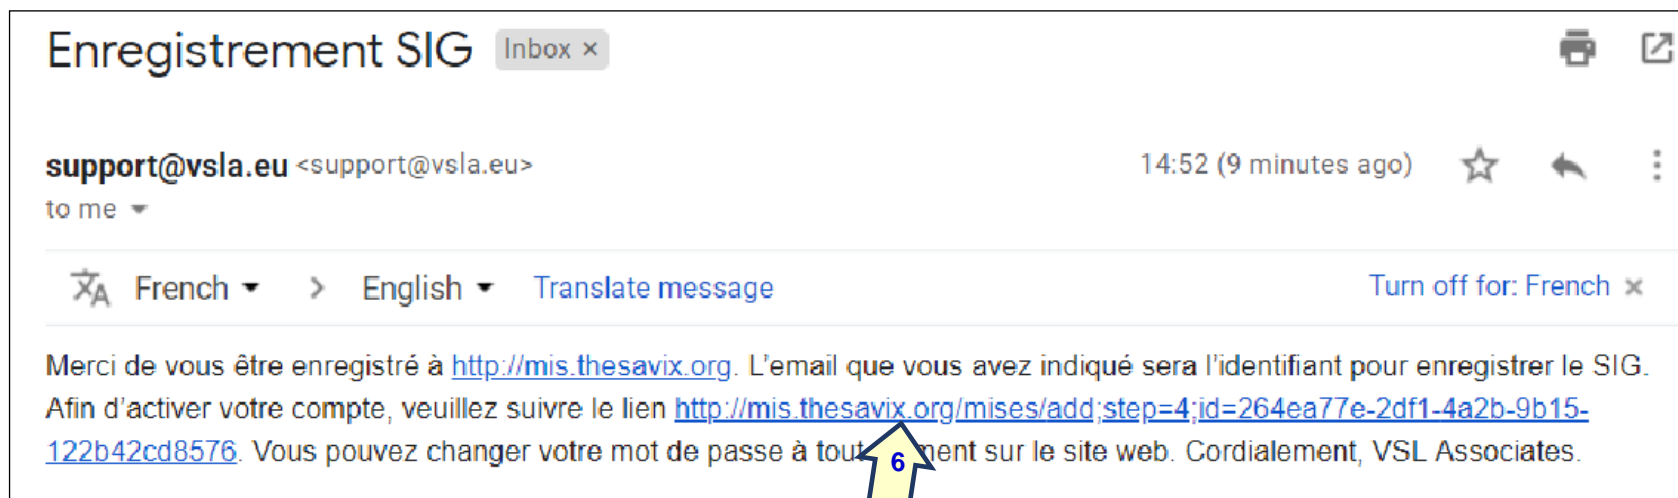 Enregistrement SIG Inbox ×
support@vsla.eu <support@vsla.eu> 14:52 (9 minutes ago)
to me
French > English Translate message Turn off for: French ×
Merci de vous être enregistré à http://mis.thesavix.org. L'email que vous avez indiqué sera l'identifiant pour enregistrer le SIG.
Afin d'activer votre compte, veuillez suivre le lien http://mis.thesavix.org/mises/add;step=4;id=264ea77e-2df1-4a2b-9b15-
122b42cd8576. Vous pouvez changer votre mot de passe à tout ment sur le site web. Cordialement, VSL Associates.
6